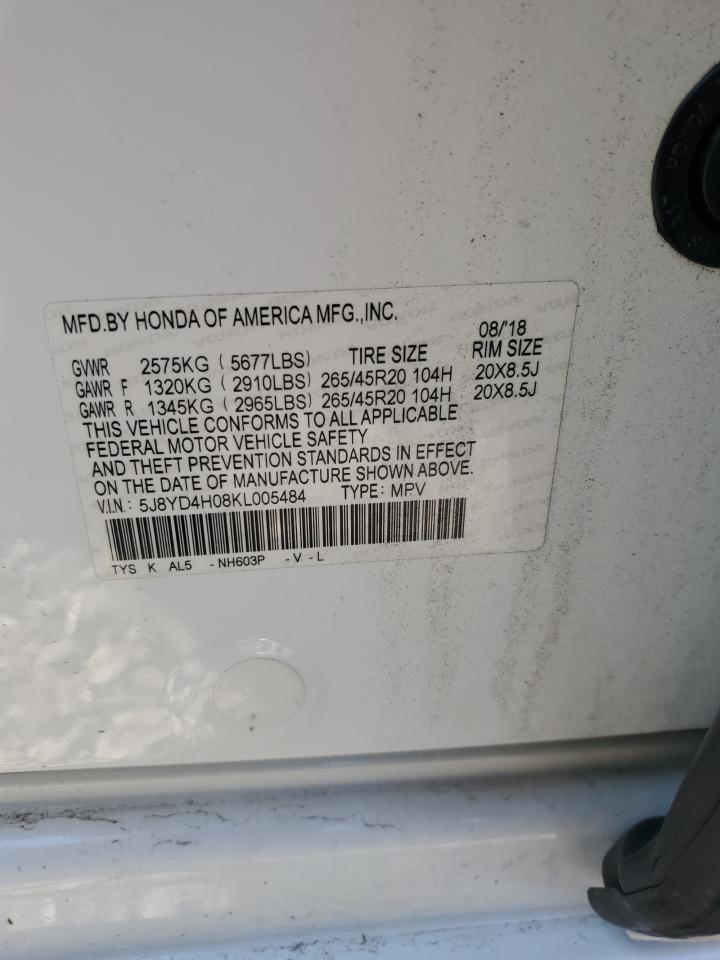 MFD.BY HONDA OF AMERICA MFG.,INC. 08/'18
GVWR 2575KG ( 5677LBS) TIRE SIZE RIM SIZE
GAWR F 1320KG ( 2910LBS) 265/45R20 104H 20X8.5J
GAWR R 1345KG ( 2965LBS) 265/45R20 104H 20X8.5J
THIS VEHICLE CONFORMS TO ALL APPLICABLE
FEDERAL MOTOR VEHICLE SAFETY
AND THEFT PREVENTION STANDARDS IN EFFECT
ON THE DATE OF MANUFACTURE SHOWN ABOVE.
V.I.N.: 5J8YD4H08KL005484 TYPE: MPV
TYS K AL5 -NH603P -V -L
HONDA